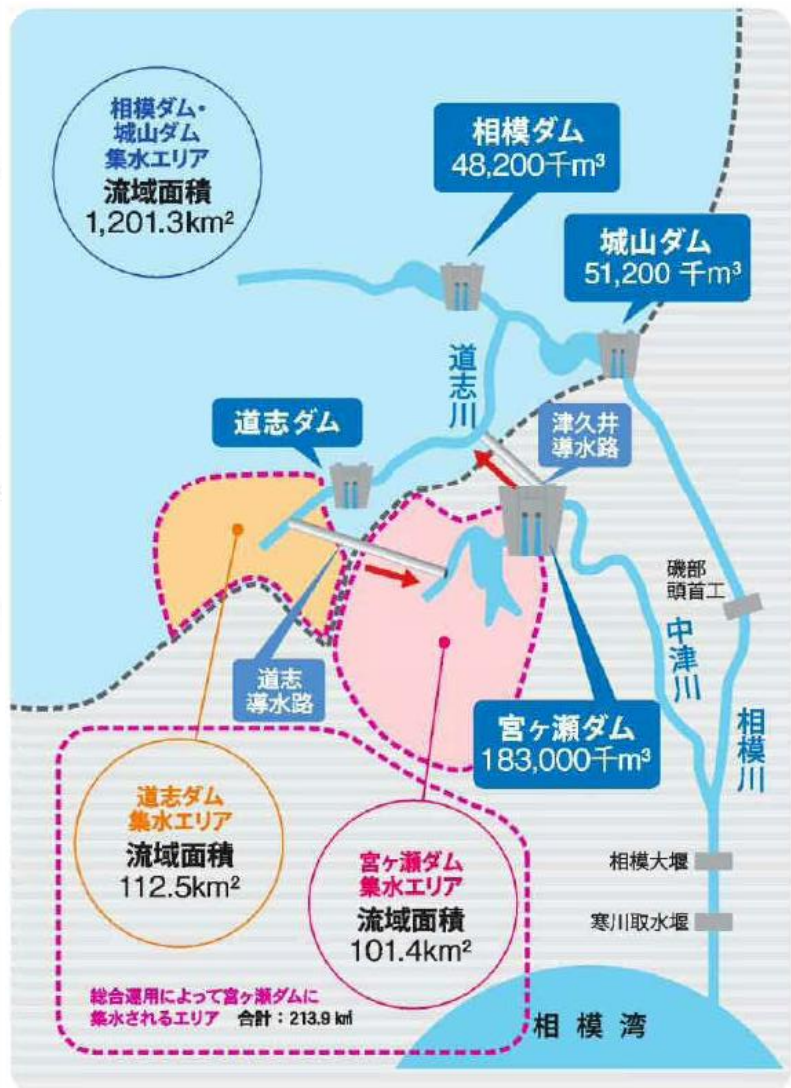 相模ダム・
城山ダム
集水エリア
流域面積
1,201.3km²
相模ダム
48,200千m³
城山ダム
51,200 千m³
道志川
道志ダム
津久井
導水路
磯部
頭首工
中津川
道志
導水路
宮ヶ瀬ダム
183,000千m³
相模川
道志ダム
集水エリア
流域面積
112.5km²
宮ヶ瀬ダム
集水エリア
流域面積
101.4km²
相模大堰
寒川取水堰
総合運用によって宮ヶ瀬ダムに
集水されるエリア 合計：213.9 ㎢
相模湾